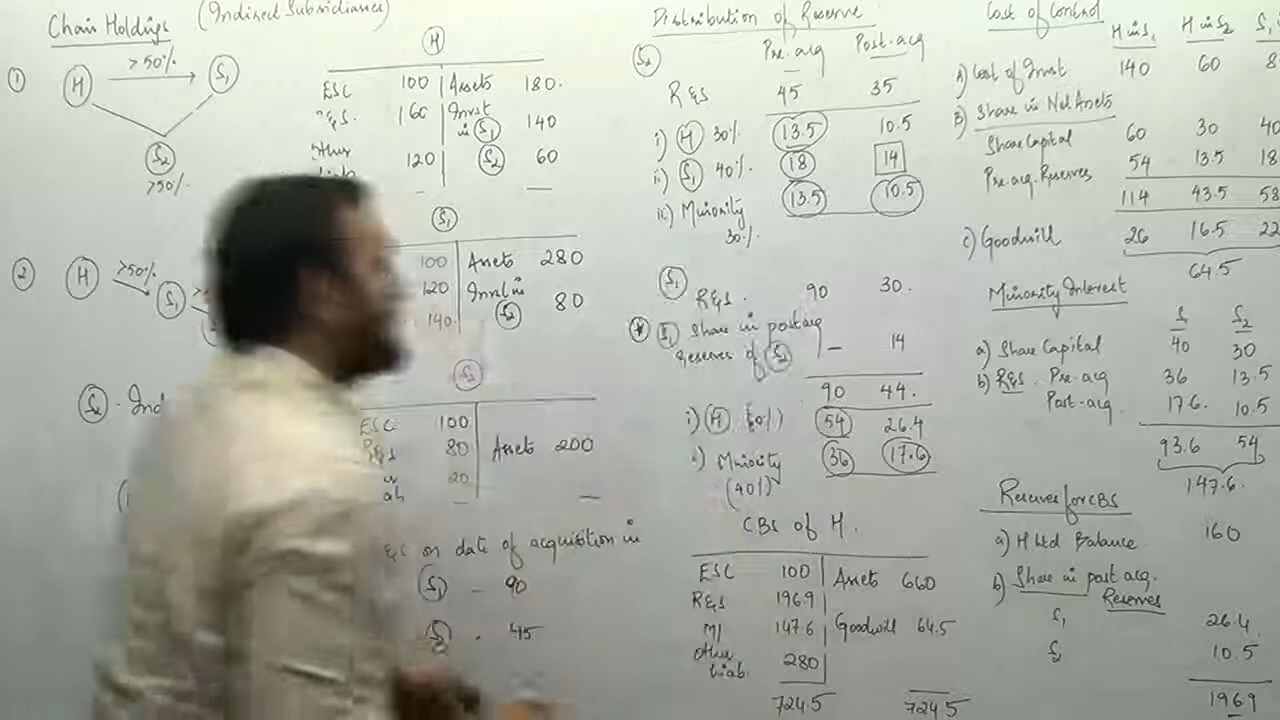 Chain Holdings (Indirect Subsidiaries)
① H >50% S1
S2
>50%
② H >50% S1
S2 - Ind
H
ESC 100 Assets 180.
R&S. 160 Invst in S1 140
Other Liab 120 S2 60
S1
100 Assets 280
120 Invst in S2 80
140.
S2
ESC 100
R&S 80 Assets 200
20
R&S on date of acquisition in
S1 - 90
S2 - 45
Distribution of Reserve
S2 Pre-acq Post-acq
R&S 45 35
i) H 30% 13.5 10.5
ii) S1 40% 18 14
iii) Minority 30% 13.5 10.5
S1
R&S. 90 30.
S1 share in post acq Reserves of S2 — 14
90 44.
i) H (60%) 54 26.4
ii) Minority (40%) 36 17.6
CBS of H.
ESC 100 Assets 660
R&S 196.9
MI 147.6 Goodwill 64.5
Other Liab. 280
724.5 724.5
Cost of Control
H in S1 H in S2 S1 i
A) Cost of Invst 140 60 8
B) Share in Net Assets
Share Capital 60 30 40
Pre-acq. Reserves 54 13.5 18
114 43.5 58
C) Goodwill 26 16.5 22
64.5
Minority Interest
S1 S2
a) Share Capital 40 30
b) R&S - Pre-acq 36 13.5
Post-acq. 17.6. 10.5
93.6 54
147.6.
Reserves for CBS
a) H Ltd Balance 160
b) Share in post acq. Reserves
S1 26.4
S2 10.5
196.9